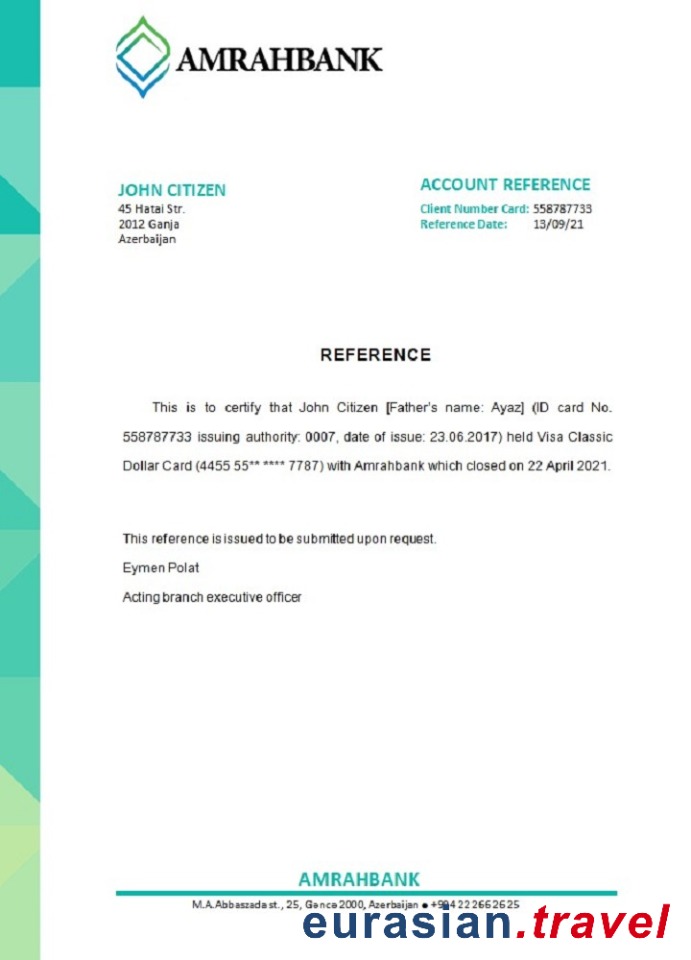 AMRAHBANK
JOHN CITIZEN
45 Hatai Str.
2012 Ganja
Azerbaijan
ACCOUNT REFERENCE
Client Number Card: 558787733
Reference Date: 13/09/21
REFERENCE
This is to certify that John Citizen [Father's name: Ayaz] (ID card No.
558787733 issuing authority: 0007, date of issue: 23.06.2017) held Visa Classic
Dollar Card (4455 55** **** 7787) with Amrahbank which closed on 22 April 2021.
This reference is issued to be submitted upon request.
Eymen Polat
Acting branch executive officer
AMRAHBANK
M.A.Abbaszada st., 25, Gence 2000, Azerbaijan ● +994 22 266 26 25
eurasian.travel